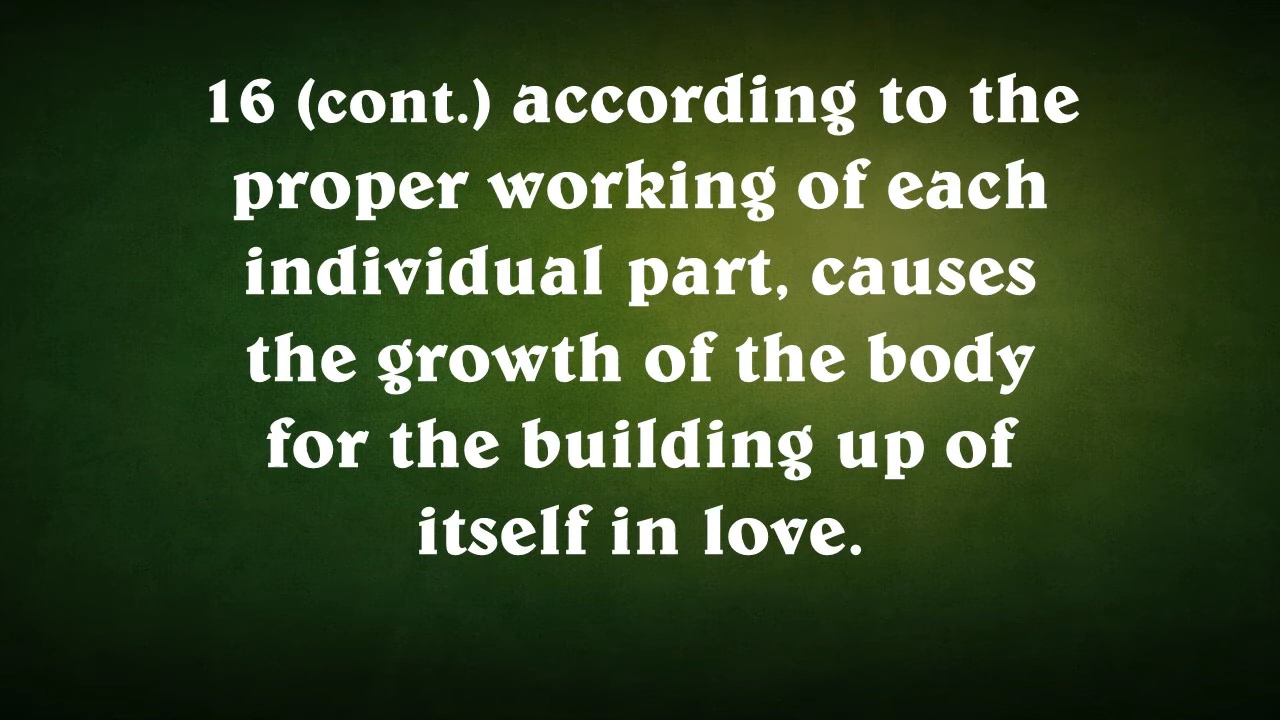 16 (cont.) according to the
proper working of each
individual part, causes
the growth of the body
for the building up of
itself in love.